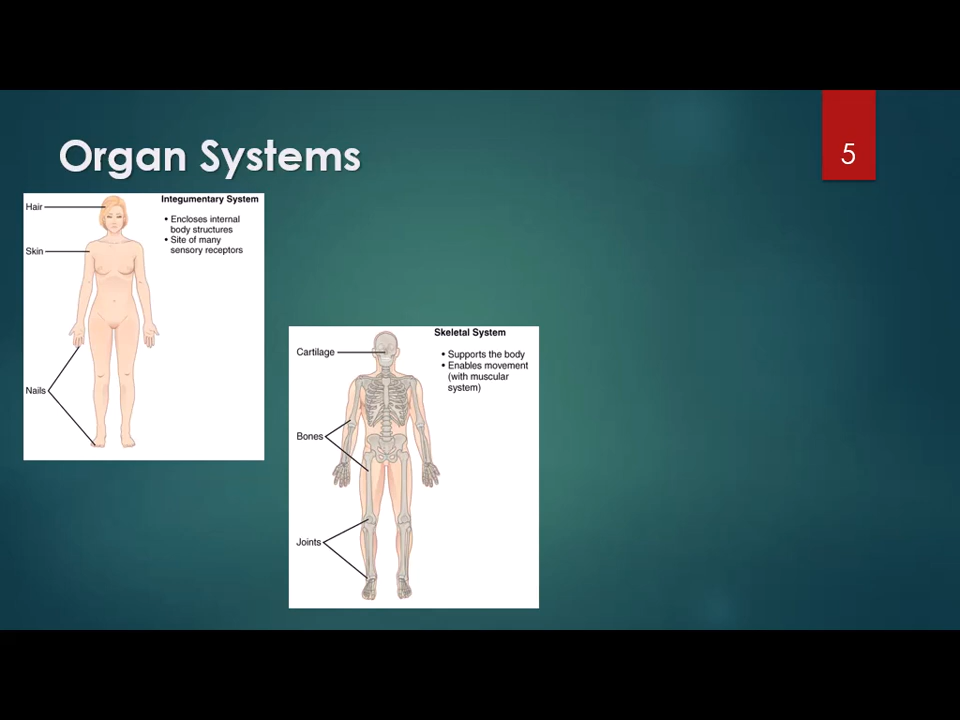 Organ Systems
5
Integumentary System
Hair
• Encloses internal
body structures
• Site of many
sensory receptors
Skin
Nails
Skeletal System
Cartilage
• Supports the body
• Enables movement
(with muscular
system)
Bones
Joints